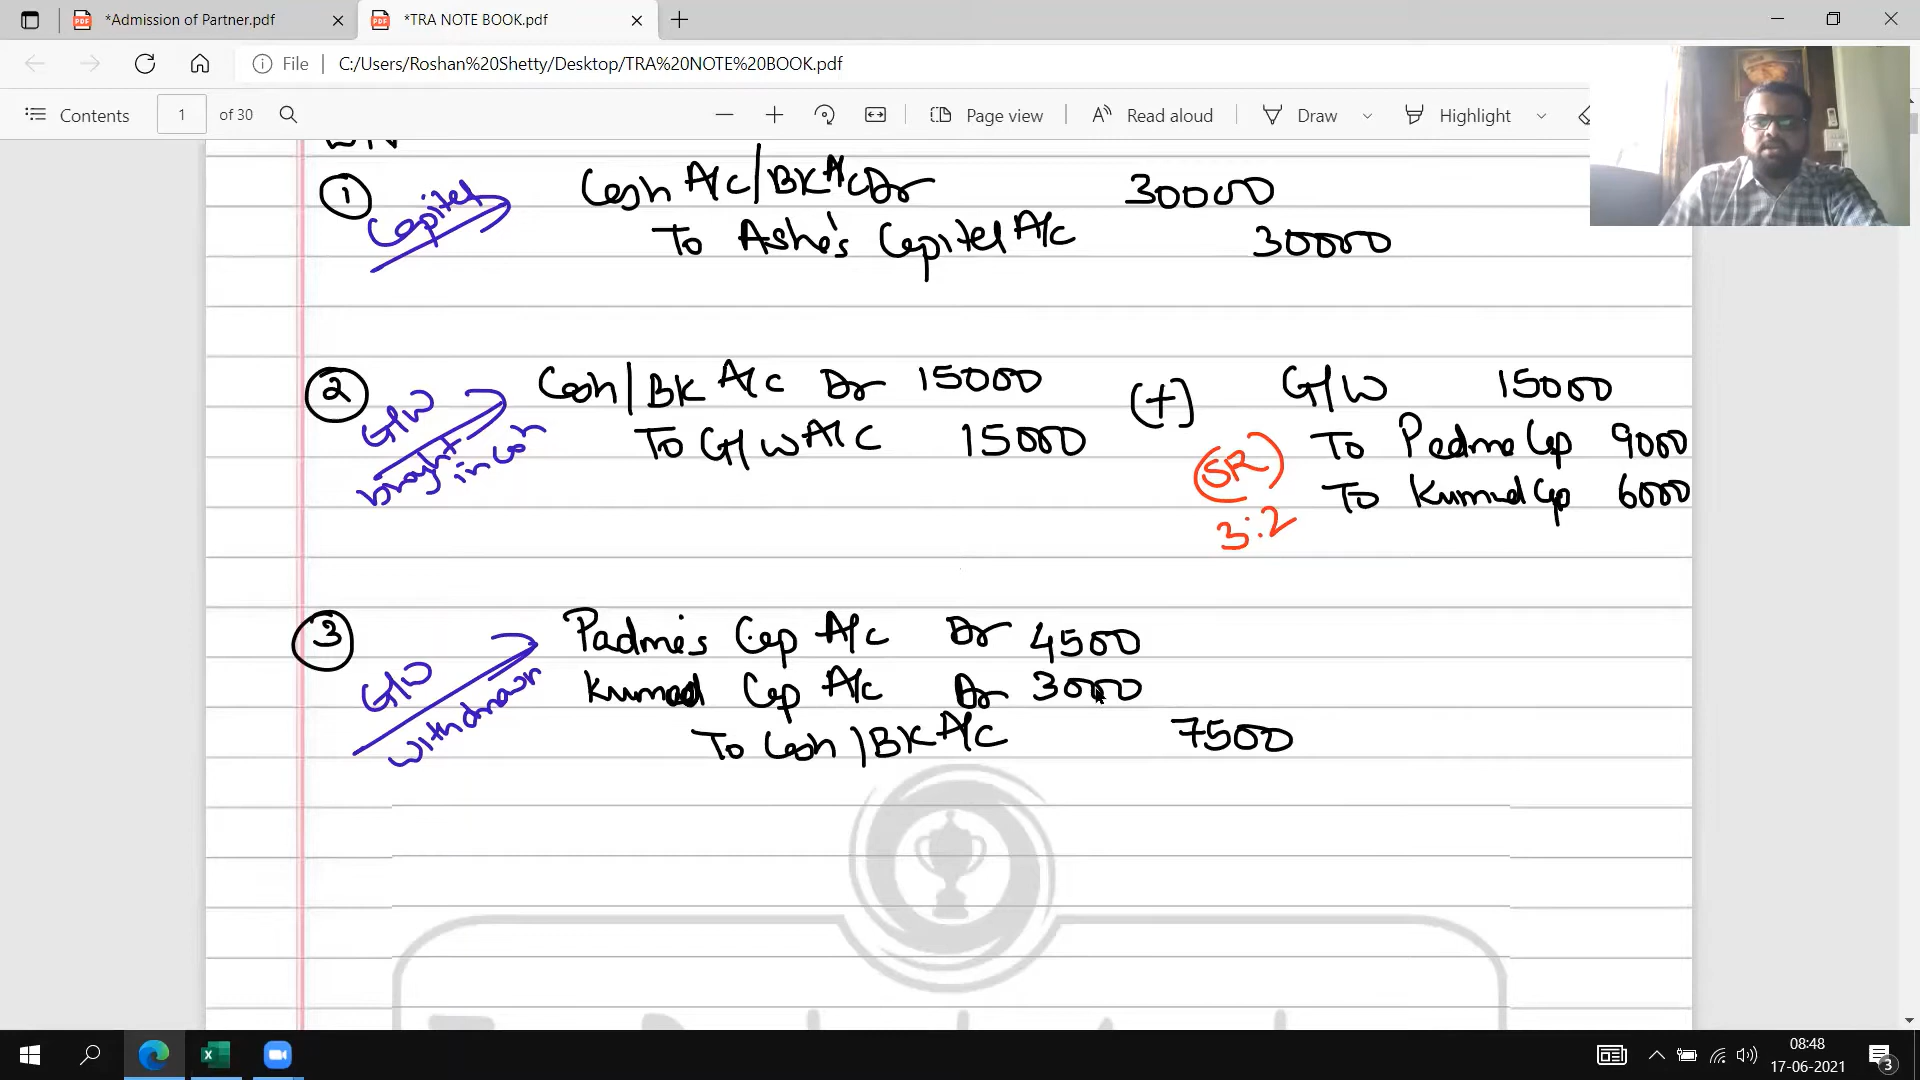 *Admission of Partner.pdf
*TRA NOTE BOOK.pdf
File
C:/Users/Roshan%20Shetty/Desktop/TRA%20NOTE%20BOOK.pdf
Contents
1
of 30
Page view
Read aloud
Draw
Highlight
WN
1
Capital
Cash A/c/BK A/c Dr 30000
To Asha's Capital A/c 30000
2
G/W
brought
in Cash
Cash/BK A/c Dr 15000
To G/W A/C 15000
(+)
SR
3:2
G/W 15000
To Padma Cap 9000
To Kumud Cap 6000
3
G/W
withdrawn
Padma's Cap A/c Dr 4500
Kumud Cap A/c Dr 3000
To Cash/BK A/c 7500
08:48
17-06-2021
3